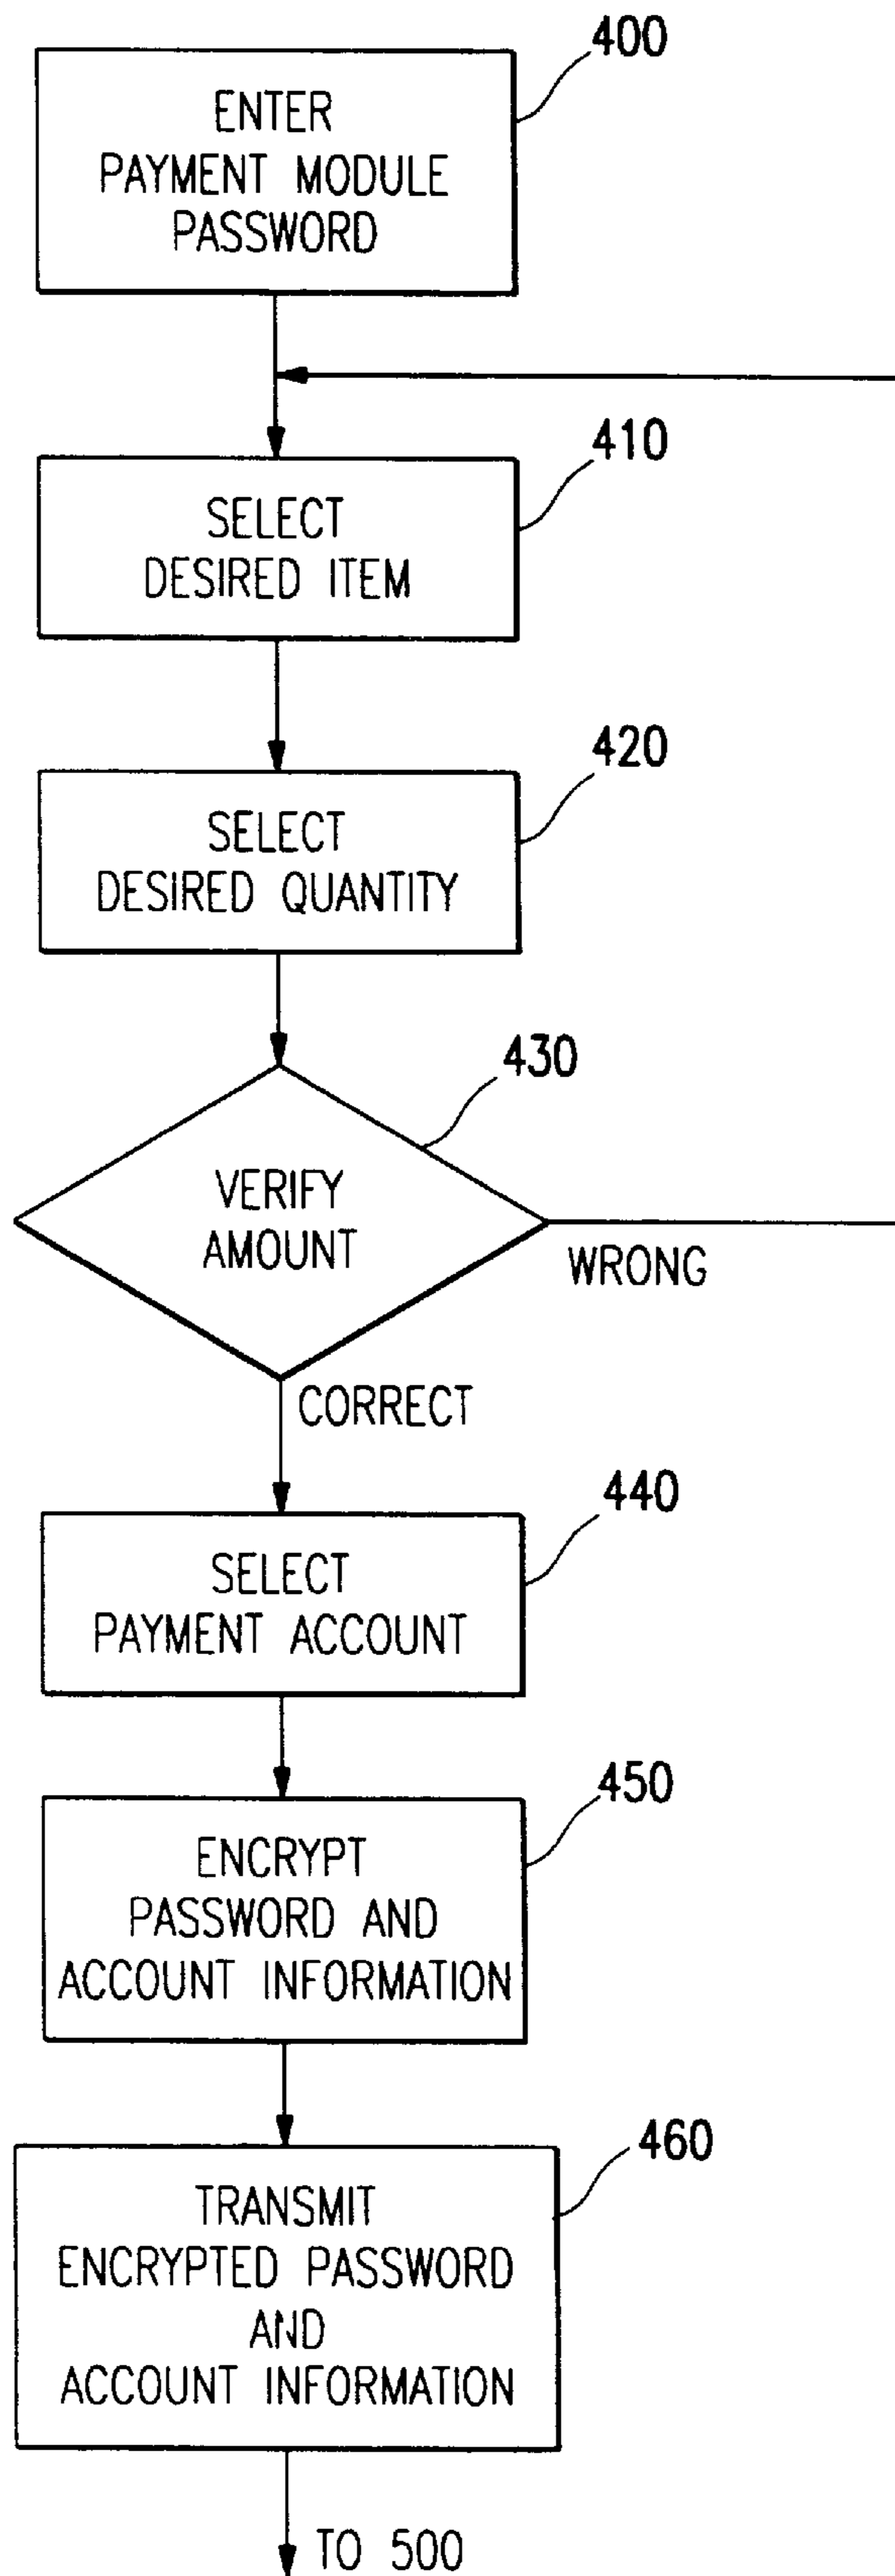 400
ENTER
PAYMENT MODULE
PASSWORD
410
SELECT
DESIRED ITEM
420
SELECT
DESIRED QUANTITY
430
VERIFY
AMOUNT
WRONG
CORRECT
440
SELECT
PAYMENT ACCOUNT
450
ENCRYPT
PASSWORD AND
ACCOUNT INFORMATION
460
TRANSMIT
ENCRYPTED PASSWORD
AND
ACCOUNT INFORMATION
TO 500